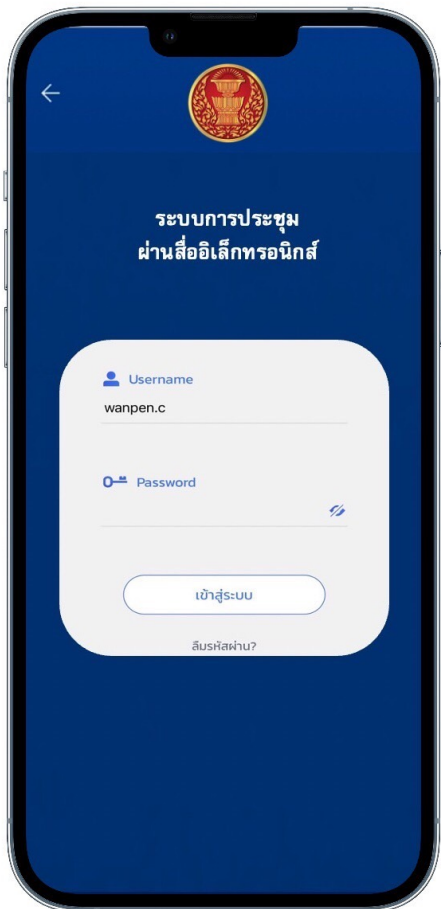 ระบบการประชุม
ผ่านสื่ออิเล็กทรอนิกส์
Username
wanpen.c
Password
เข้าสู่ระบบ
ลืมรหัสผ่าน?